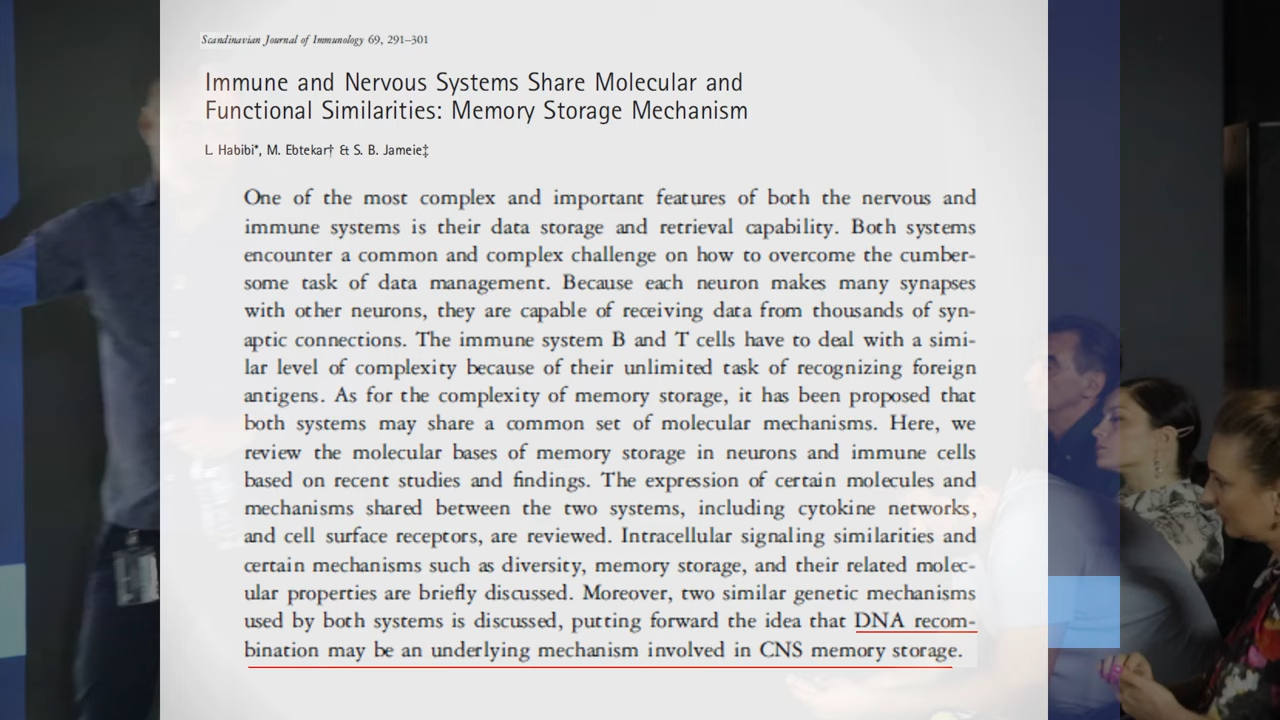 Scandinavian Journal of Immunology 69, 291–301
Immune and Nervous Systems Share Molecular and
Functional Similarities: Memory Storage Mechanism
L. Habibi*, M. Ebtekar† & S. B. Jameie‡
One of the most complex and important features of both the nervous and
immune systems is their data storage and retrieval capability. Both systems
encounter a common and complex challenge on how to overcome the cumber-
some task of data management. Because each neuron makes many synapses
with other neurons, they are capable of receiving data from thousands of syn-
aptic connections. The immune system B and T cells have to deal with a simi-
lar level of complexity because of their unlimited task of recognizing foreign
antigens. As for the complexity of memory storage, it has been proposed that
both systems may share a common set of molecular mechanisms. Here, we
review the molecular bases of memory storage in neurons and immune cells
based on recent studies and findings. The expression of certain molecules and
mechanisms shared between the two systems, including cytokine networks,
and cell surface receptors, are reviewed. Intracellular signaling similarities and
certain mechanisms such as diversity, memory storage, and their related molec-
ular properties are briefly discussed. Moreover, two similar genetic mechanisms
used by both systems is discussed, putting forward the idea that DNA recom-
bination may be an underlying mechanism involved in CNS memory storage.